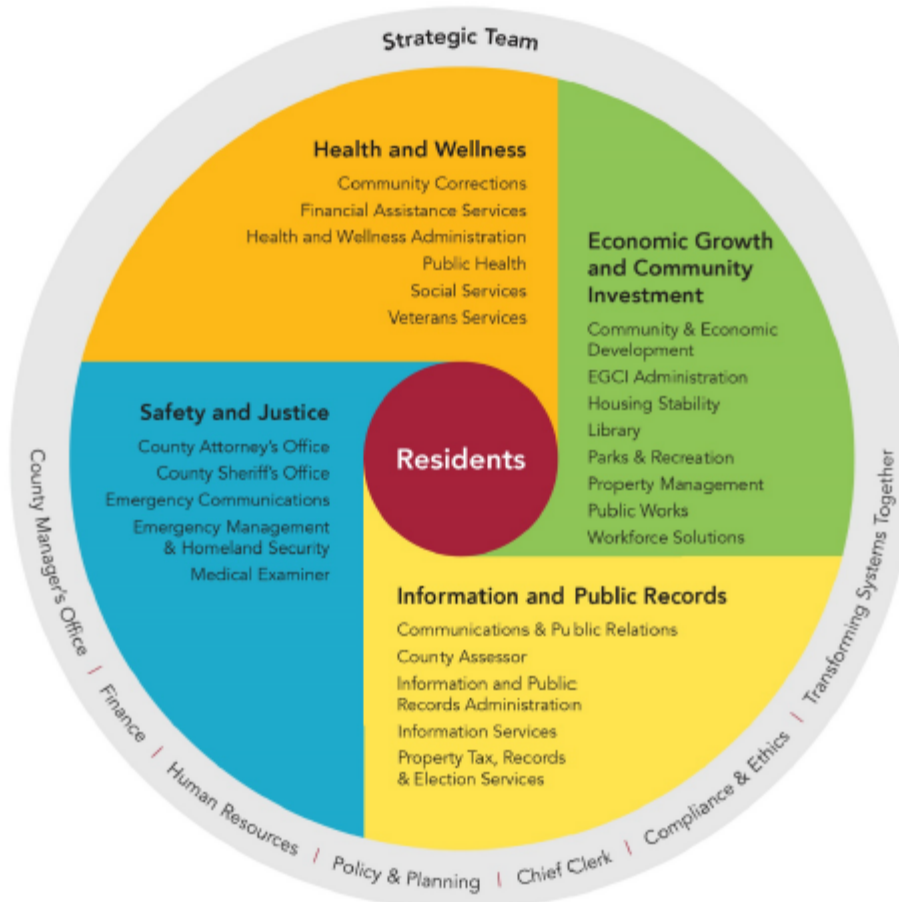 Strategic Team
Health and Wellness
Community Corrections
Financial Assistance Services
Health and Wellness Administration
Public Health
Social Services
Veterans Services
Economic Growth
and Community
Investment
Community & Economic
Development
EGCI Administration
Housing Stability
Library
Parks & Recreation
Property Management
Public Works
Workforce Solutions
Safety and Justice
County Attorney's Office
County Sheriff's Office
Emergency Communications
Emergency Management
& Homeland Security
Medical Examiner
Residents
Information and Public Records
Communications & Public Relations
County Assessor
Information and Public
Records Administration
Information Services
Property Tax, Records
& Election Services
County Manager's Office | Finance | Human Resources | Policy & Planning | Chief Clerk | Compliance & Ethics | Transforming Systems Together